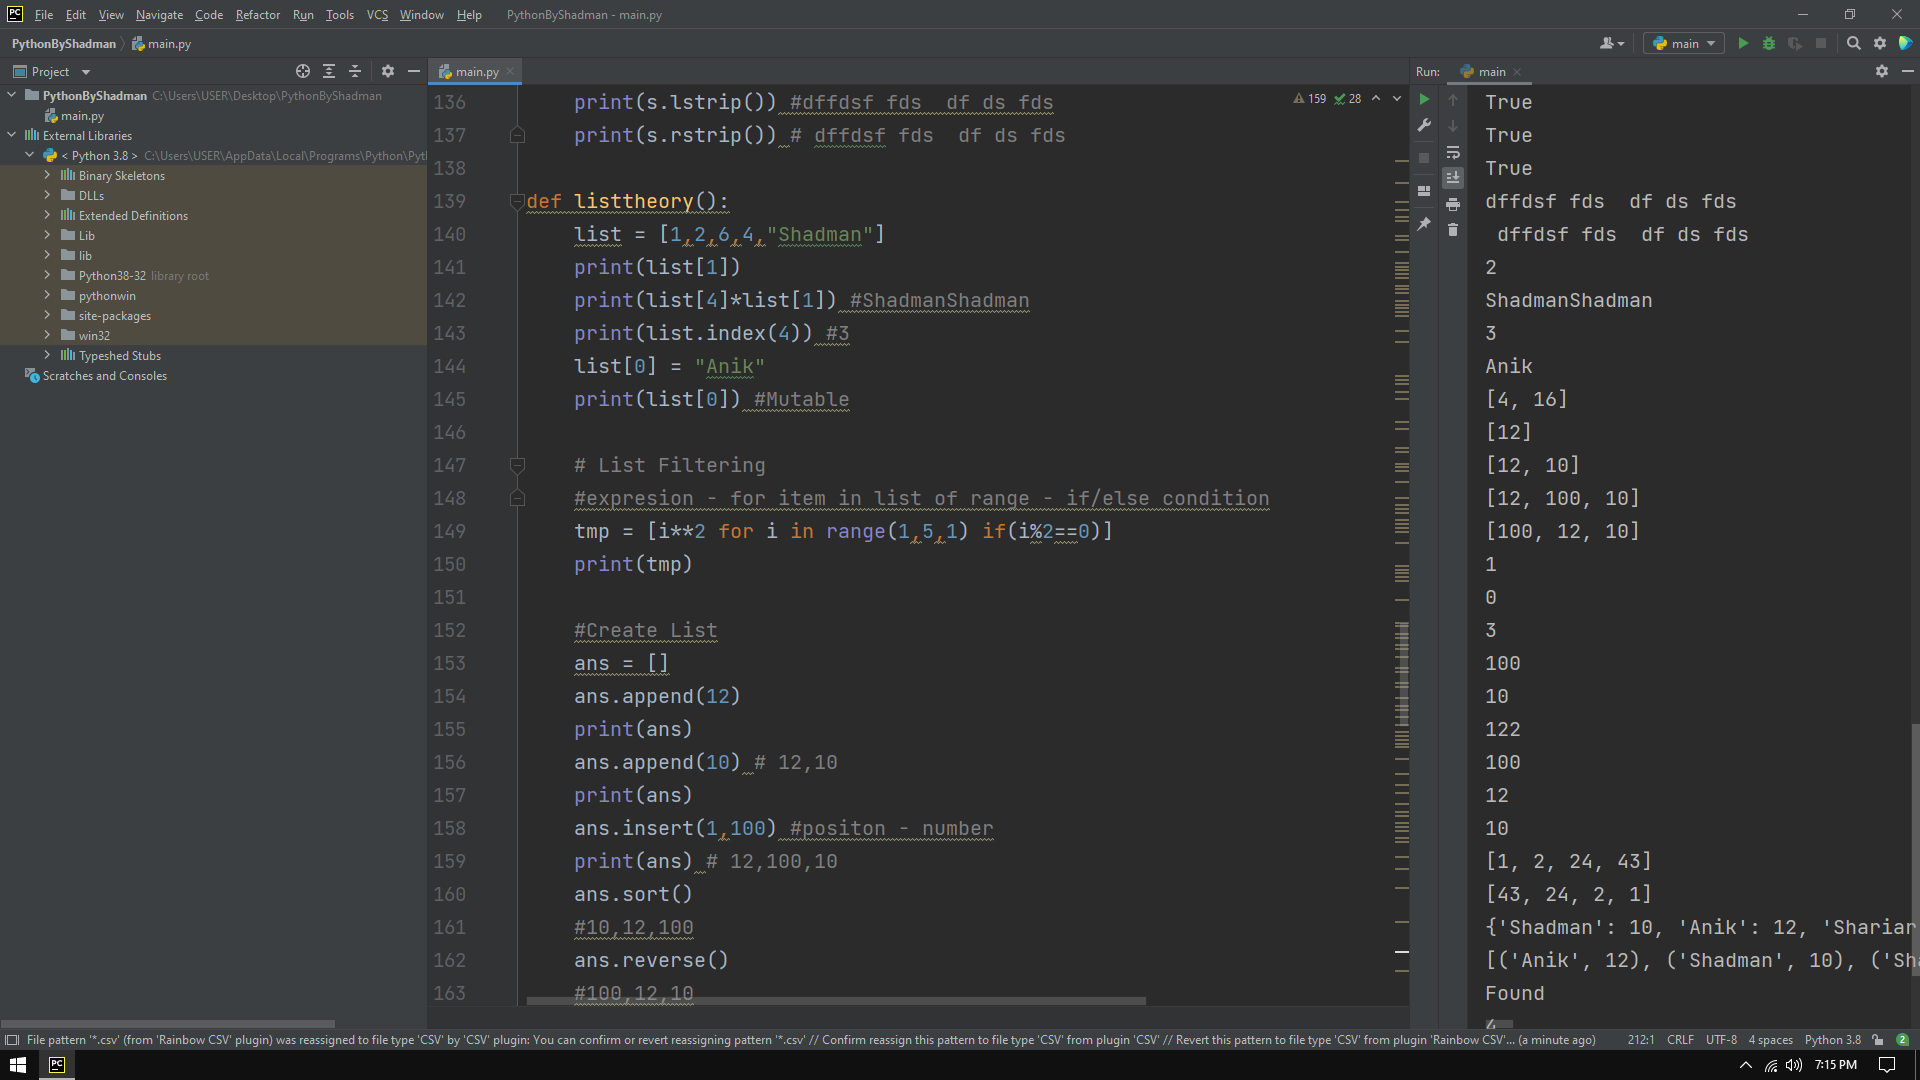 PC File Edit View Navigate Code Refactor Run Tools VCS Window Help PythonByShadman - main.py
PythonByShadman main.py main
Project main.py Run: main
PythonByShadman C:\Users\USER\Desktop\PythonByShadman
main.py
External Libraries
< Python 3.8 > C:\Users\USER\AppData\Local\Programs\Python\Pyt
Binary Skeletons
DLLs
Extended Definitions
Lib
lib
Python38-32 library root
pythonwin
site-packages
win32
Typeshed Stubs
Scratches and Consoles
159 28
136 print(s.lstrip()) #dffdsf fds  df ds fds
137 print(s.rstrip()) # dffdsf fds  df ds fds
138
139 def listtheory():
140 list = [1,2,6,4,"Shadman"]
141 print(list[1])
142 print(list[4]*list[1]) #ShadmanShadman
143 print(list.index(4)) #3
144 list[0] = "Anik"
145 print(list[0]) #Mutable
146
147 # List Filtering
148 #expresion - for item in list of range - if/else condition
149 tmp = [i**2 for i in range(1,5,1) if(i%2==0)]
150 print(tmp)
151
152 #Create List
153 ans = []
154 ans.append(12)
155 print(ans)
156 ans.append(10) # 12,10
157 print(ans)
158 ans.insert(1,100) #positon - number
159 print(ans) # 12,100,10
160 ans.sort()
161 #10,12,100
162 ans.reverse()
163 #100,12,10
True
True
True
dffdsf fds  df ds fds
 dffdsf fds  df ds fds
2
ShadmanShadman
3
Anik
[4, 16]
[12]
[12, 10]
[12, 100, 10]
[100, 12, 10]
1
0
3
100
10
122
100
12
10
[1, 2, 24, 43]
[43, 24, 2, 1]
{'Shadman': 10, 'Anik': 12, 'Sharian
[('Anik', 12), ('Shadman', 10), ('Sha
Found
File pattern '*.csv' (from 'Rainbow CSV' plugin) was reassigned to file type 'CSV' by 'CSV' plugin: You can confirm or revert reassigning pattern '*.csv' // Confirm reassign this pattern to file type 'CSV' from plugin 'CSV' // Revert this pattern to file type 'CSV' from plugin 'Rainbow CSV'... (a minute ago) 212:1 CRLF UTF-8 4 spaces Python 3.8 2
PC 7:15 PM